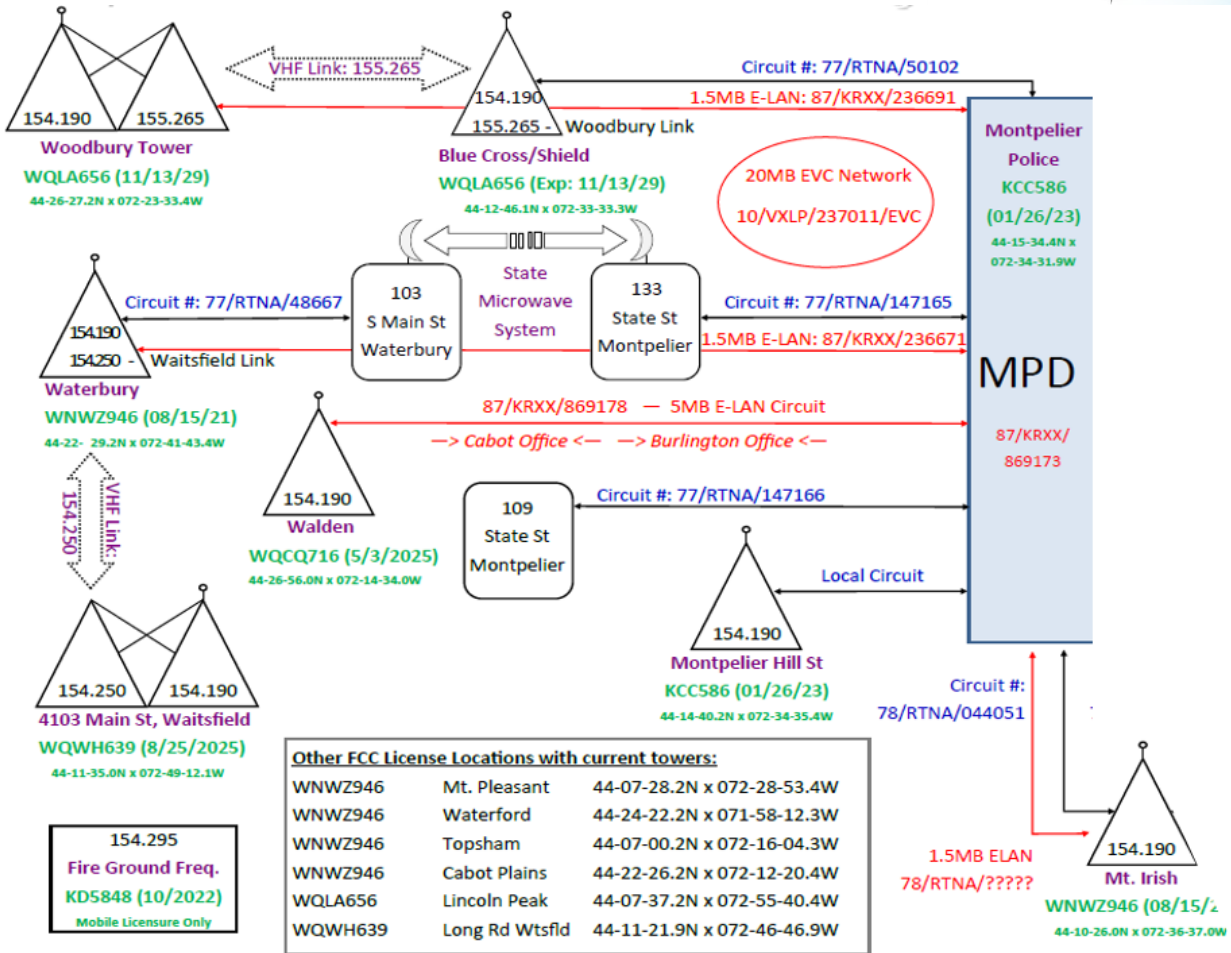 VHF Link: 155.265
154.190
155.265
Woodbury Tower
WQLA656 (11/13/29)
44-26-27.2N x 072-23-33.4W
154.190
155.265 - Woodbury Link
Blue Cross/Shield
WQLA656 (Exp: 11/13/29)
44-12-46.1N x 072-33-33.3W
Circuit #: 77/RTNA/50102
1.5MB E-LAN: 87/KRXX/236691
20MB EVC Network
10/VXLP/237011/EVC
Montpelier
Police
KCC586
(01/26/23)
44-15-34.4N x
072-34-31.9W
MPD
87/KRXX/
869173
State
Microwave
System
103
S Main St
Waterbury
133
State St
Montpelier
Circuit #: 77/RTNA/48667
Circuit #: 77/RTNA/147165
1.5MB E-LAN: 87/KRXX/236671
154.190
154.250 - Waitsfield Link
Waterbury
WNWZ946 (08/15/21)
44-22- 29.2N x 072-41-43.4W
87/KRXX/869178 — 5MB E-LAN Circuit
—> Cabot Office <— —> Burlington Office <—
154.190
Walden
WQCQ716 (5/3/2025)
44-26-56.0N x 072-14-34.0W
VHF Link:
154.250
Circuit #: 77/RTNA/147166
109
State St
Montpelier
Local Circuit
154.190
Montpelier Hill St
KCC586 (01/26/23)
44-14-40.2N x 072-34-35.4W
154.250
154.190
4103 Main St, Waitsfield
WQWH639 (8/25/2025)
44-11-35.0N x 072-49-12.1W
Circuit #:
78/RTNA/044051
1.5MB ELAN
78/RTNA/?????
154.190
Mt. Irish
WNWZ946 (08/15/2
44-10-26.0N x 072-36-37.0W
154.295
Fire Ground Freq.
KD5848 (10/2022)
Mobile Licensure Only
Other FCC License Locations with current towers:
WNWZ946 Mt. Pleasant 44-07-28.2N x 072-28-53.4W
WNWZ946 Waterford 44-24-22.2N x 071-58-12.3W
WNWZ946 Topsham 44-07-00.2N x 072-16-04.3W
WNWZ946 Cabot Plains 44-22-26.2N x 072-12-20.4W
WQLA656 Lincoln Peak 44-07-37.2N x 072-55-40.4W
WQWH639 Long Rd Wtsfld 44-11-21.9N x 072-46-46.9W